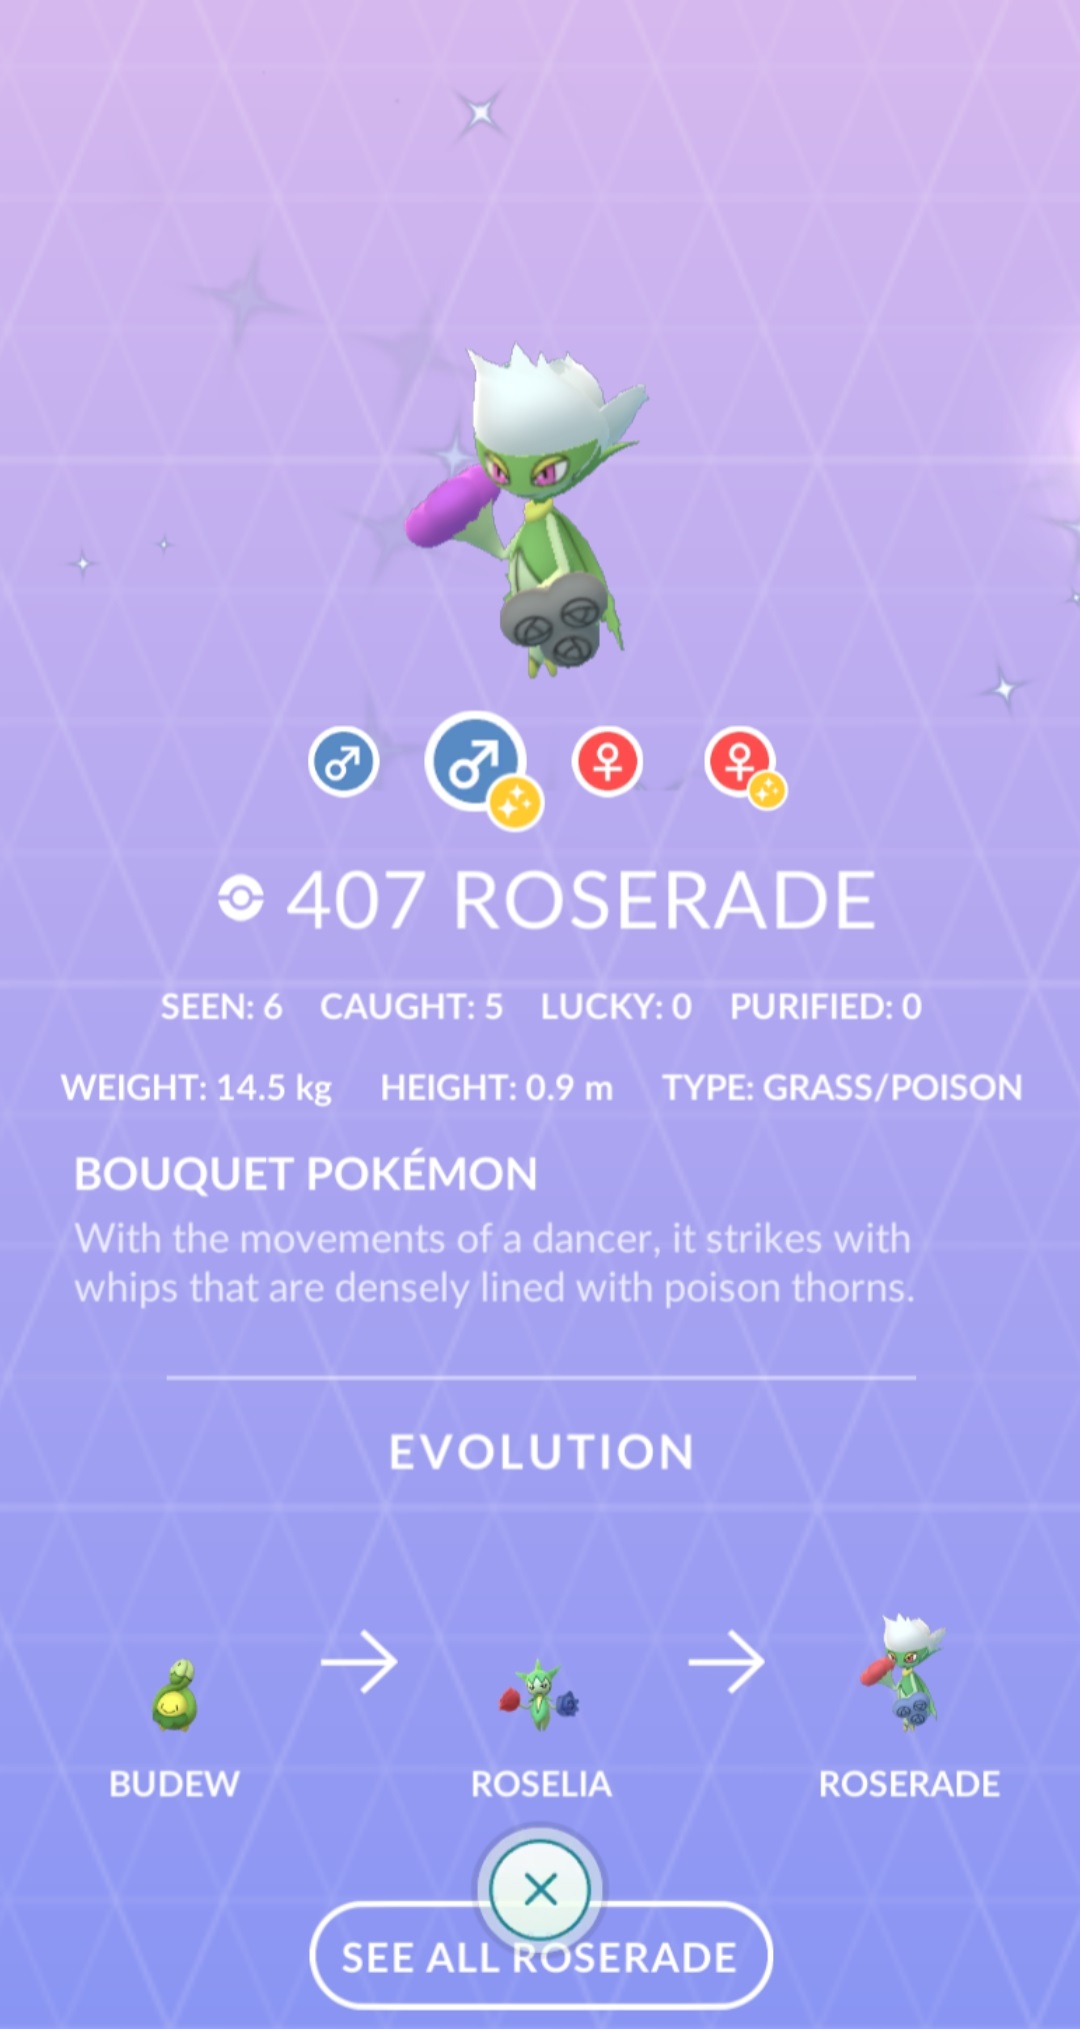 407 ROSERADE
SEEN: 6 CAUGHT: 5 LUCKY: 0 PURIFIED: 0
WEIGHT: 14.5 kg HEIGHT: 0.9 m TYPE: GRASS/POISON
BOUQUET POKÉMON
With the movements of a dancer, it strikes with
whips that are densely lined with poison thorns.
EVOLUTION
BUDEW ROSELIA ROSERADE
SEE ALL ROSERADE